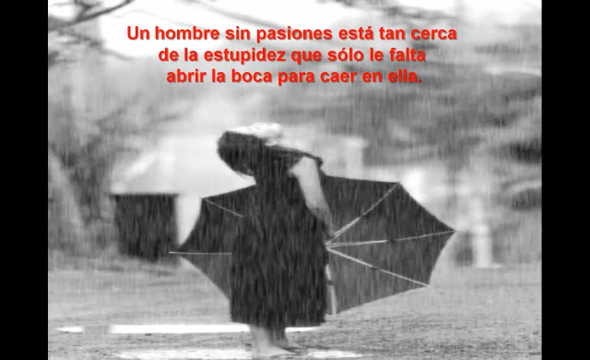 Un hombre sin pasiones está tan cerca
de la estupidez que sólo le falta
abrir la boca para caer en ella.